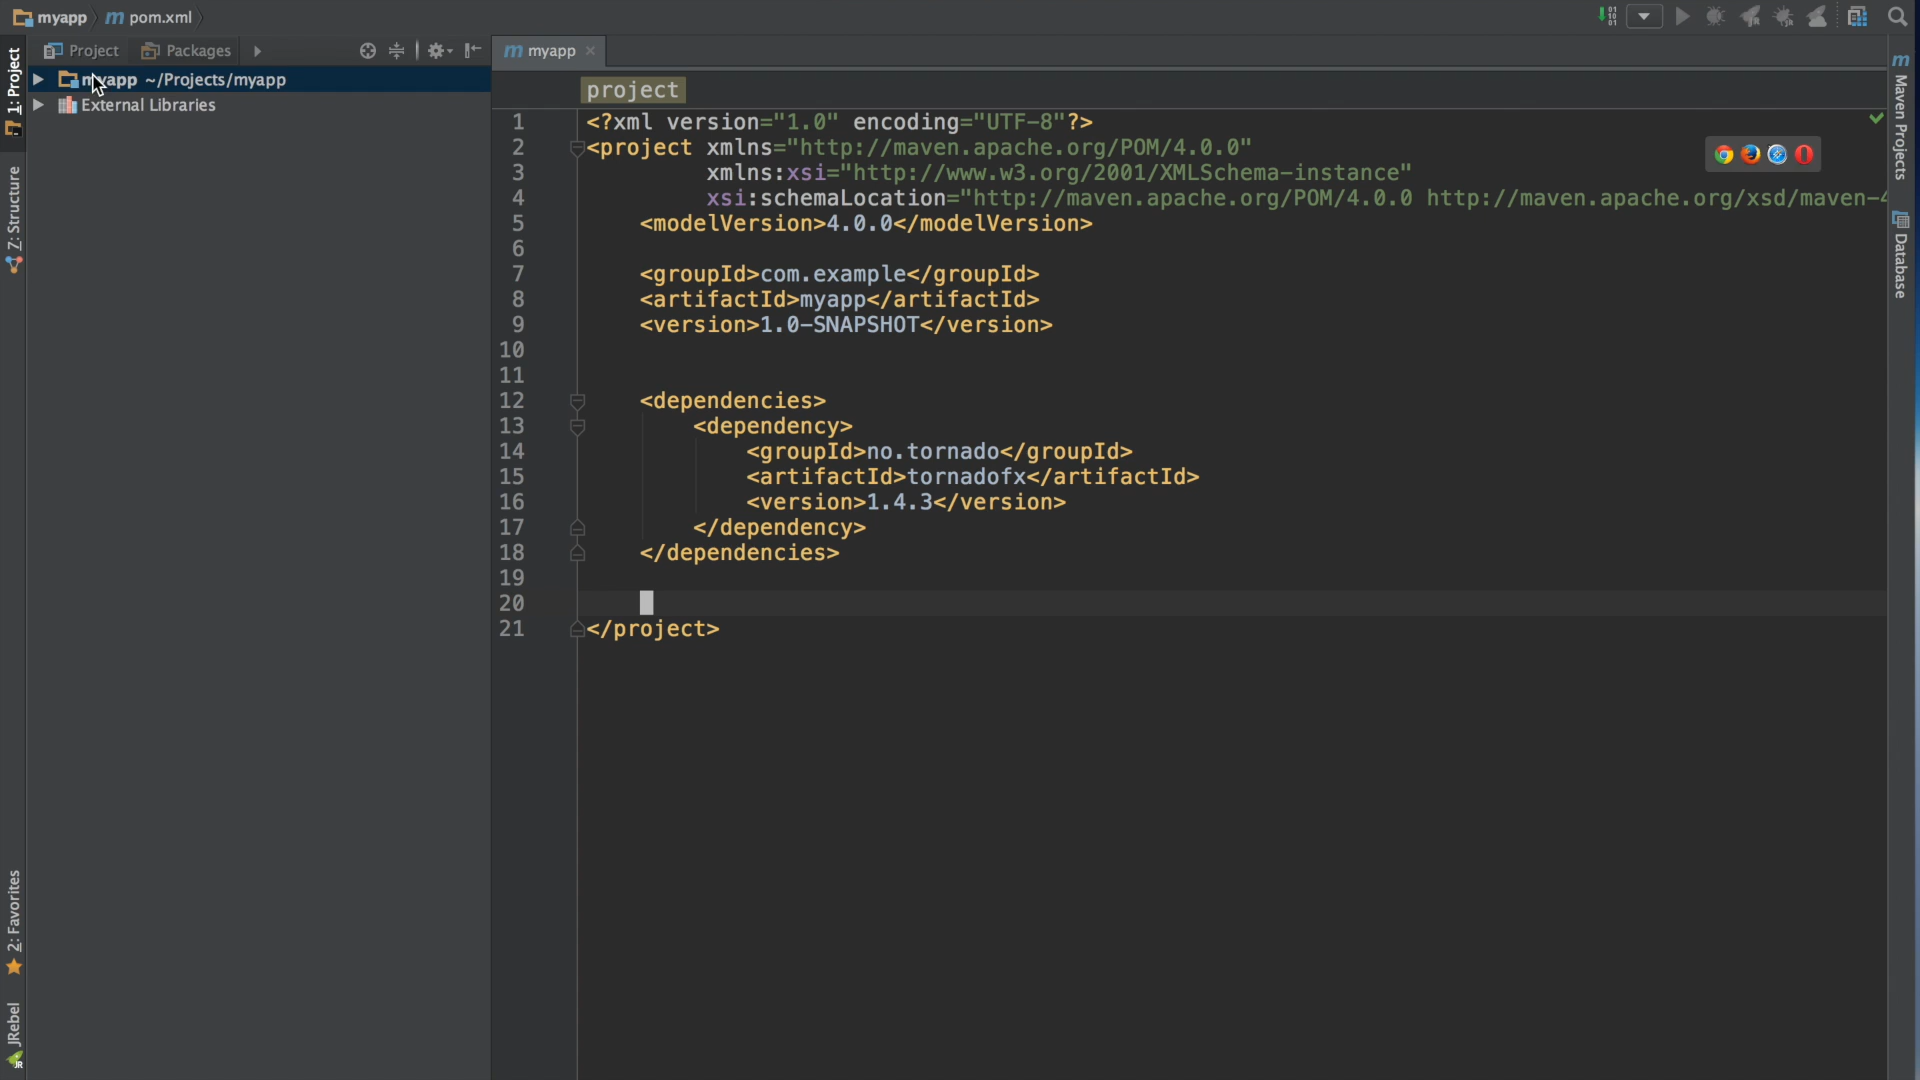 myapp
m pom.xml
Project
Packages
m myapp
1: Project
myapp ~/Projects/myapp
External Libraries
Z: Structure
2: Favorites
JRebel
project
1 <?xml version="1.0" encoding="UTF-8"?>
2 <project xmlns="http://maven.apache.org/POM/4.0.0"
3 xmlns:xsi="http://www.w3.org/2001/XMLSchema-instance"
4 xsi:schemaLocation="http://maven.apache.org/POM/4.0.0 http://maven.apache.org/xsd/maven-4
5 <modelVersion>4.0.0</modelVersion>
6
7 <groupId>com.example</groupId>
8 <artifactId>myapp</artifactId>
9 <version>1.0-SNAPSHOT</version>
10
11
12 <dependencies>
13 <dependency>
14 <groupId>no.tornado</groupId>
15 <artifactId>tornadofx</artifactId>
16 <version>1.4.3</version>
17 </dependency>
18 </dependencies>
19
20
21 </project>
m Maven Projects
Database